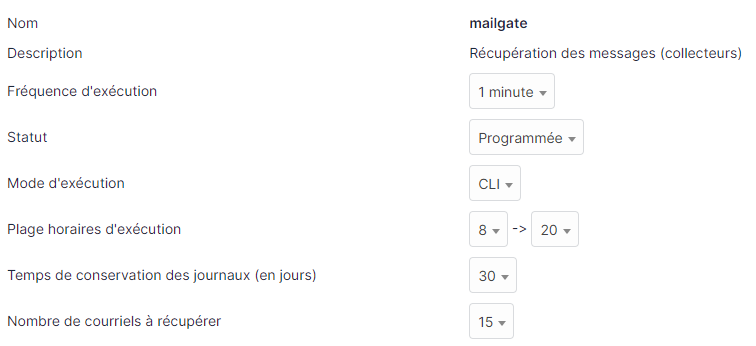 Nom mailgate
Description Récupération des messages (collecteurs)
Fréquence d'exécution 1 minute
Statut Programmée
Mode d'exécution CLI
Plage horaires d'exécution 8 -> 20
Temps de conservation des journaux (en jours) 30
Nombre de courriels à récupérer 15